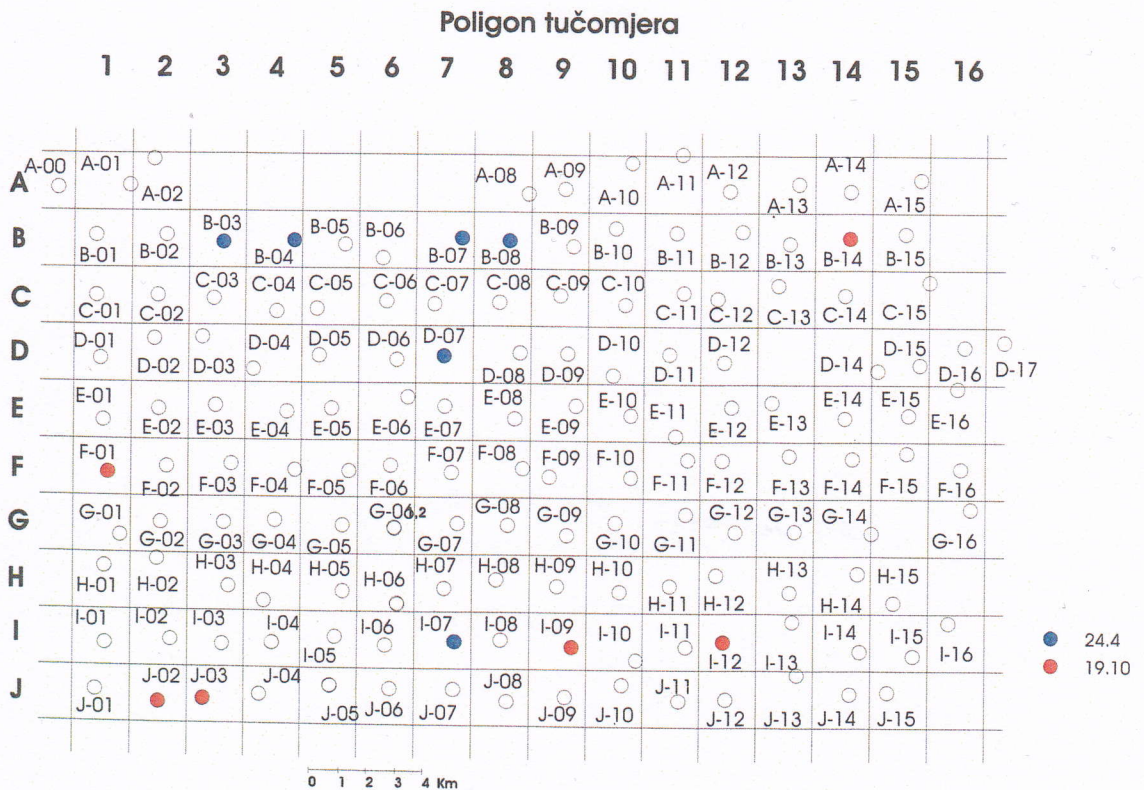 Poligon tučomjera
1 2 3 4 5 6 7 8 9 10 11 12 13 14 15 16
A A-00 A-01 A-02 A-08 A-09 A-10 A-11 A-12 A-13 A-14 A-15
B B-01 B-02 B-03 B-04 B-05 B-06 B-07 B-08 B-09 B-10 B-11 B-12 B-13 B-14 B-15
C C-01 C-02 C-03 C-04 C-05 C-06 C-07 C-08 C-09 C-10 C-11 C-12 C-13 C-14 C-15
D D-01 D-02 D-03 D-04 D-05 D-06 D-07 D-08 D-09 D-10 D-11 D-12 D-14 D-15 D-16 D-17
E E-01 E-02 E-03 E-04 E-05 E-06 E-07 E-08 E-09 E-10 E-11 E-12 E-13 E-14 E-15 E-16
F F-01 F-02 F-03 F-04 F-05 F-06 F-07 F-08 F-09 F-10 F-11 F-12 F-13 F-14 F-15 F-16
G G-01 G-02 G-03 G-04 G-05 G-07 G-08 G-09 G-10 G-11 G-12 G-13 G-14 G-16
H H-01 H-02 H-03 H-04 H-05 H-06 H-07 H-08 H-09 H-10 H-11 H-12 H-13 H-14 H-15
I I-01 I-02 I-03 I-04 I-05 I-06 I-07 I-08 I-09 I-10 I-11 I-12 I-13 I-14 I-15 I-16
J J-01 J-02 J-03 J-04 J-05 J-06 J-07 J-08 J-09 J-10 J-11 J-12 J-13 J-14 J-15
24.4
19.10
0 1 2 3 4 Km